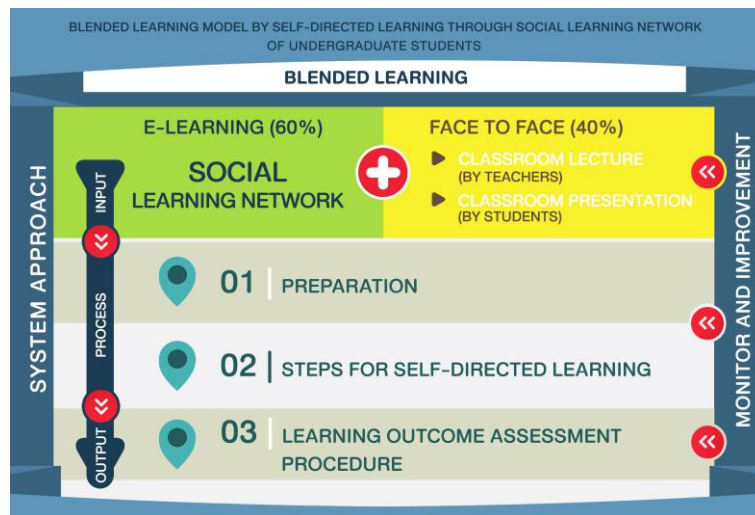 BLENDED LEARNING MODEL BY SELF-DIRECTED LEARNING THROUGH SOCIAL LEARNING NETWORK
OF UNDERGRADUATE STUDENTS
BLENDED LEARNING
SYSTEM APPROACH
INPUT
PROCESS
OUTPUT
E-LEARNING (60%)
SOCIAL
LEARNING NETWORK
FACE TO FACE (40%)
CLASSROOM LECTURE
(BY TEACHERS)
CLASSROOM PRESENTATION
(BY STUDENTS)
01 PREPARATION
02 STEPS FOR SELF-DIRECTED LEARNING
03 LEARNING OUTCOME ASSESSMENT
PROCEDURE
MONITOR AND IMPROVEMENT